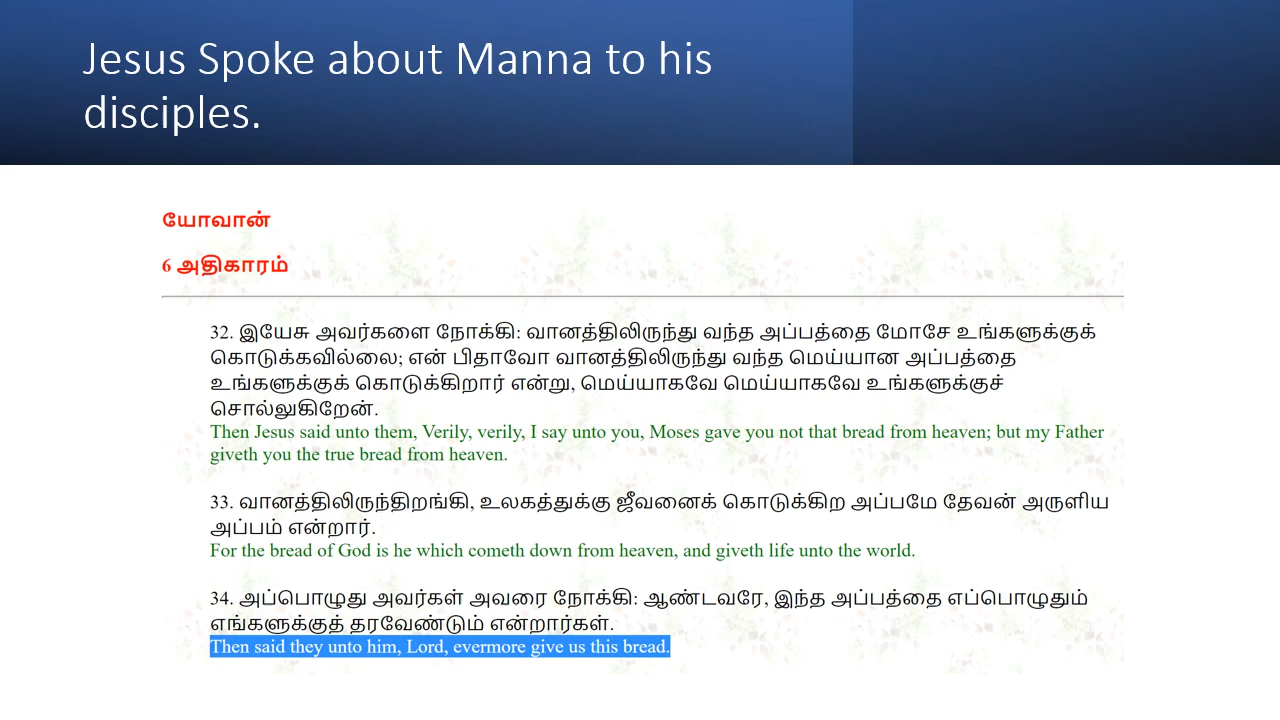 Jesus Spoke about Manna to his
disciples.
யோவான்
6 அதிகாரம்
32. இயேசு அவர்களை நோக்கி: வானத்திலிருந்து வந்த அப்பத்தை மோசே உங்களுக்குக்
கொடுக்கவில்லை; என் பிதாவோ வானத்திலிருந்து வந்த மெய்யான அப்பத்தை
உங்களுக்குக் கொடுக்கிறார் என்று, மெய்யாகவே மெய்யாகவே உங்களுக்குச்
சொல்லுகிறேன்.
Then Jesus said unto them, Verily, verily, I say unto you, Moses gave you not that bread from heaven; but my Father
giveth you the true bread from heaven.
33. வானத்திலிருந்திறங்கி, உலகத்துக்கு ஜீவனைக் கொடுக்கிற அப்பமே தேவன் அருளிய
அப்பம் என்றார்.
For the bread of God is he which cometh down from heaven, and giveth life unto the world.
34. அப்பொழுது அவர்கள் அவரை நோக்கி: ஆண்டவரே, இந்த அப்பத்தை எப்பொழுதும்
எங்களுக்குத் தரவேண்டும் என்றார்கள்.
Then said they unto him, Lord, evermore give us this bread.